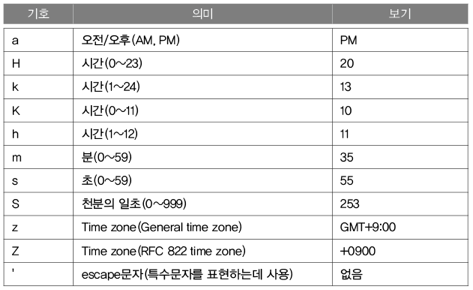 기호 의미 보기
a 오전/오후(AM, PM) PM
H 시간(0~23) 20
k 시간(1~24) 13
K 시간(0~11) 10
h 시간(1~12) 11
m 분(0~59) 35
s 초(0~59) 55
S 천분의 일초(0~999) 253
z Time zone(General time zone) GMT+9:00
Z Time zone(RFC 822 time zone) +0900
' escape문자(특수문자를 표현하는데 사용) 없음